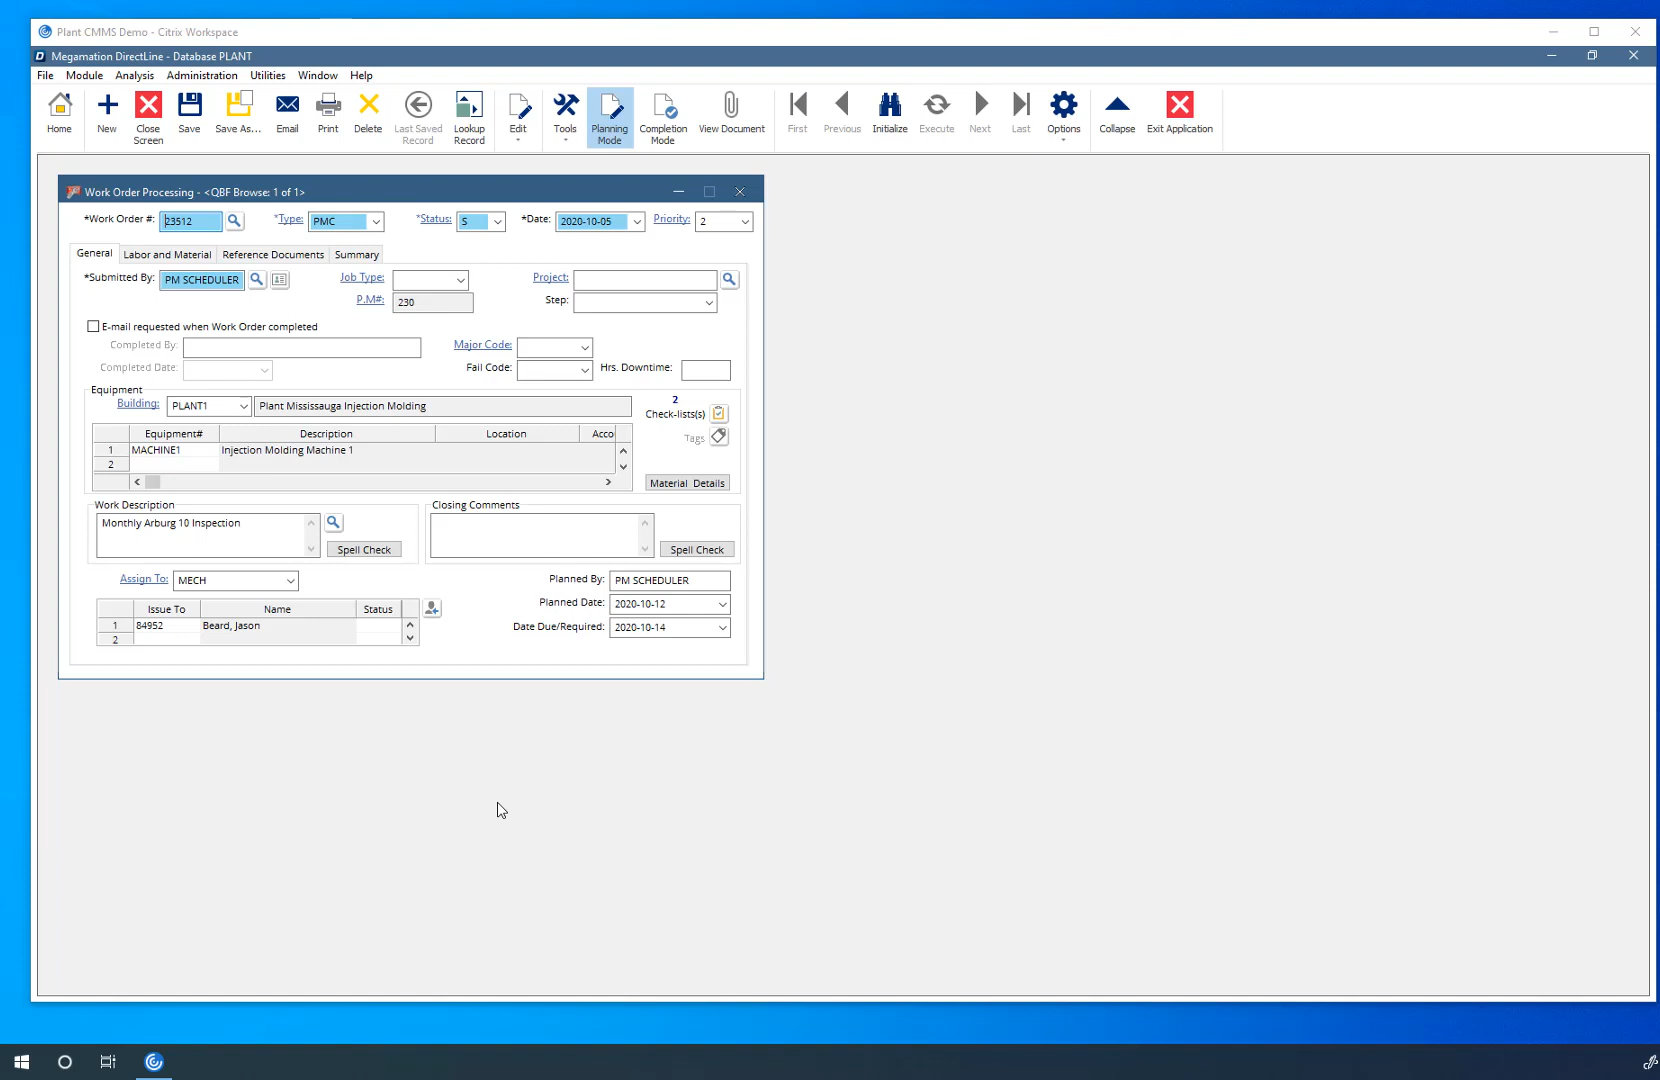 Plant CMMS Demo - Citrix Workspace
Megamation DirectLine - Database PLANT
File Module Analysis Administration Utilities Window Help
Home New Close Screen Save Save As... Email Print Delete Last Saved Record Lookup Record Edit Tools Planning Mode Completion Mode View Document First Previous Initialize Execute Next Last Options Collapse Exit Application
Work Order Processing - <QBF Browse: 1 of 1>
*Work Order #: 23512 *Type: PMC *Status: S *Date: 2020-10-05 Priority: 2
General Labor and Material Reference Documents Summary
*Submitted By: PM SCHEDULER Job Type: Project:
P.M#: 230 Step:
E-mail requested when Work Order completed
Completed By: Major Code:
Completed Date: Fail Code: Hrs. Downtime:
Equipment
Building: PLANT1 Plant Mississauga Injection Molding
2
Check-lists(s)
Tags
Equipment# Description Location Acco
1 MACHINE1 Injection Molding Machine 1
2
Material Details
Work Description Closing Comments
Monthly Arburg 10 Inspection
Spell Check Spell Check
Assign To: MECH Planned By: PM SCHEDULER
Planned Date: 2020-10-12
Issue To Name Status
1 84952 Beard, Jason
2
Date Due/Required: 2020-10-14